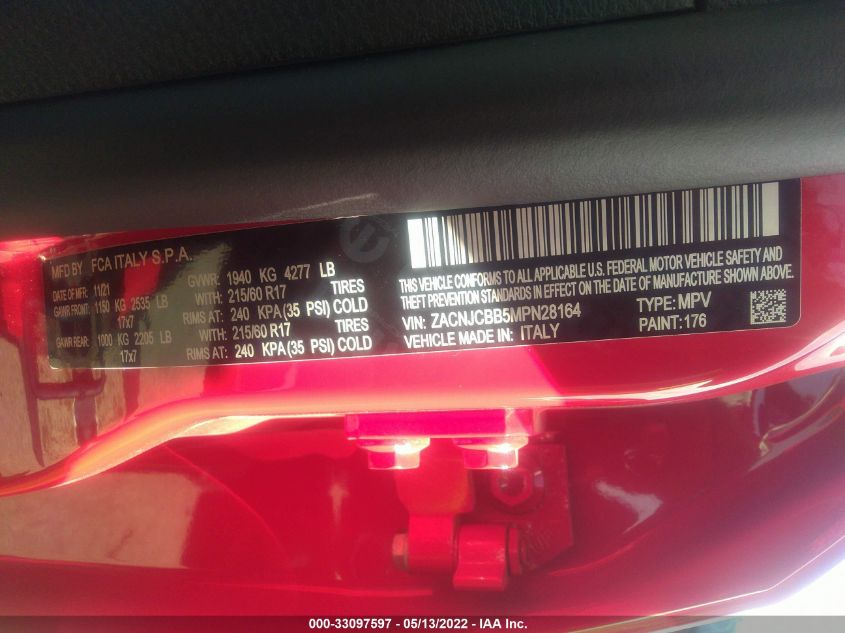 MFD BY FCA ITALY S.P.A.
DATE OF MFR 11/21 GVWR: 1940 KG 4277 LB
GAWR FRONT: 1150 KG 2535 LB WITH: 215/60 R17 TIRES
17x7 RIMS AT: 240 KPA(35 PSI) COLD
GAWR REAR: 1000 KG 2205 LB WITH: 215/60 R17 TIRES
17x7 RIMS AT: 240 KPA(35 PSI) COLD
THIS VEHICLE CONFORMS TO ALL APPLICABLE U.S. FEDERAL MOTOR VEHICLE SAFETY AND
THEFT PREVENTION STANDARDS IN EFFECT ON THE DATE OF MANUFACTURE SHOWN ABOVE.
VIN: ZACNJCBB5MPN28164 TYPE: MPV
VEHICLE MADE IN: ITALY PAINT: 176
000-33097597 - 05/13/2022 - IAA Inc.